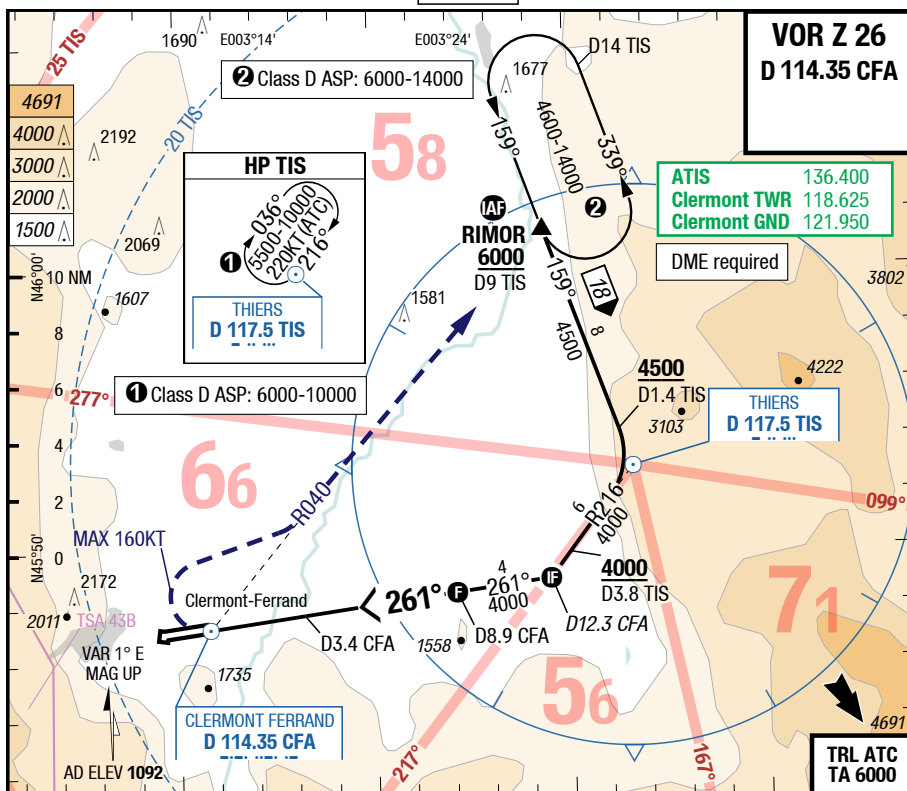 VOR Z 26
D 114.35 CFA
1690
E003°14'
E003°24'
D14 TIS
25 TIS
2069
❷ Class D ASP: 6000-14000
1677
4691
4000
3000
2000
1500
20 TIS
2192
58
159°
4600-14000
339°
HP TIS
036°
5500-10000
220KT(ATC)
216°
❶
THIERS
D 117.5 TIS
ATIS 136.400
Clermont TWR 118.625
Clermont GND 121.950
❷
IAF
RIMOR
6000
D9 TIS
DME required
2069
N46°00'
10 NM
1607
1581
159°
18
3802
8
4500
8
6
❶ Class D ASP: 6000-10000
4500
D1.4 TIS
4222
3103
277°
THIERS
D 117.5 TIS
4
66
R040
6
R216
4000
099°
2
MAX 160KT
N45°50'
0
4000
D3.8 TIS
71
2172
2011
TSA 43B
Clermont-Ferrand
261°
F
4
261°
4000
IF
D12.3 CFA
D3.4 CFA
D8.9 CFA
1558
VAR 1° E
MAG UP
1735
56
CLERMONT FERRAND
D 114.35 CFA
217°
167°
4691
AD ELEV 1092
TRL ATC
TA 6000